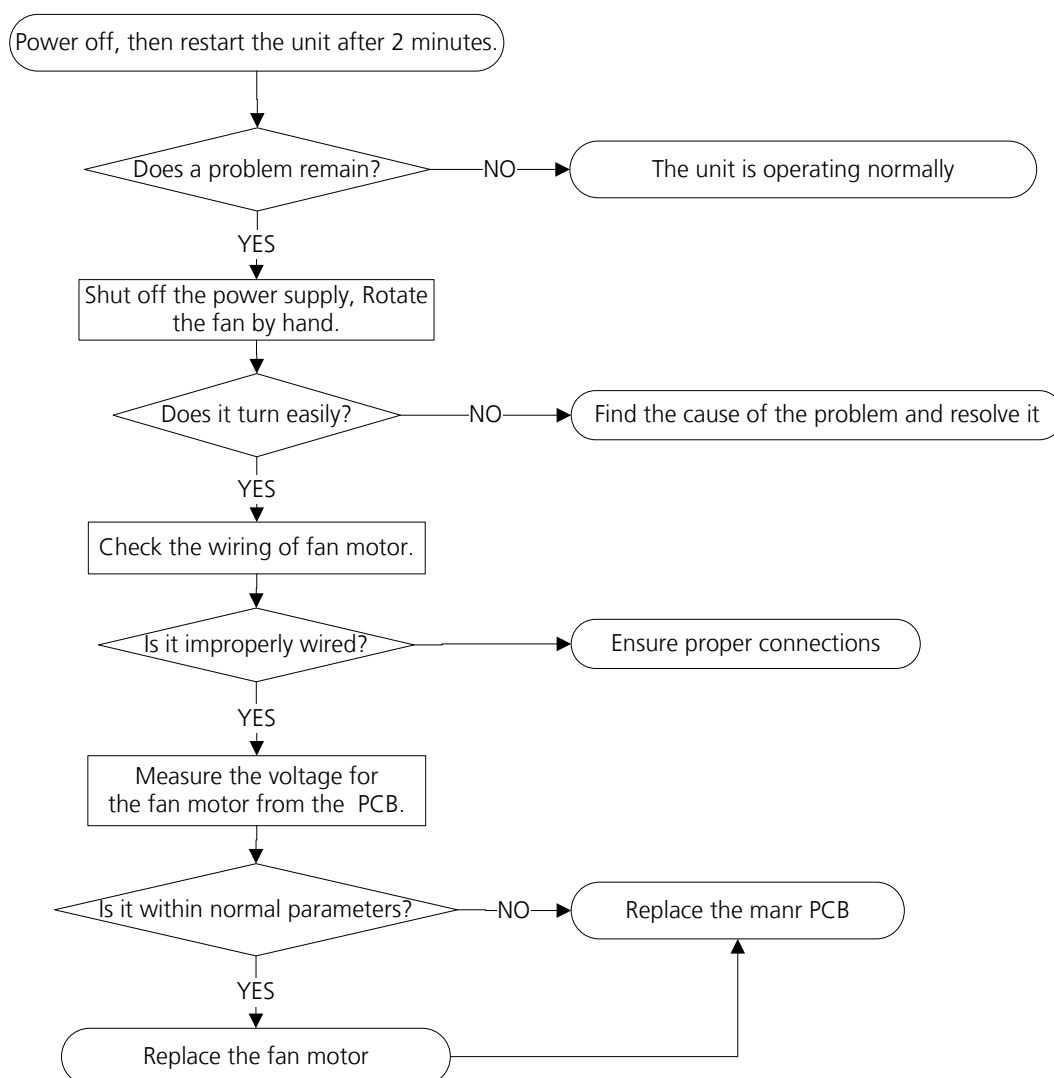 Power off, then restart the unit after 2 minutes.
Does a problem remain?
NO
The unit is operating normally
YES
Shut off the power supply, Rotate
the fan by hand.
Does it turn easily?
NO
Find the cause of the problem and resolve it
YES
Check the wiring of fan motor.
Is it improperly wired?
Ensure proper connections
YES
Measure the voltage for
the fan motor from the PCB.
Is it within normal parameters?
NO
Replace the manr PCB
YES
Replace the fan motor